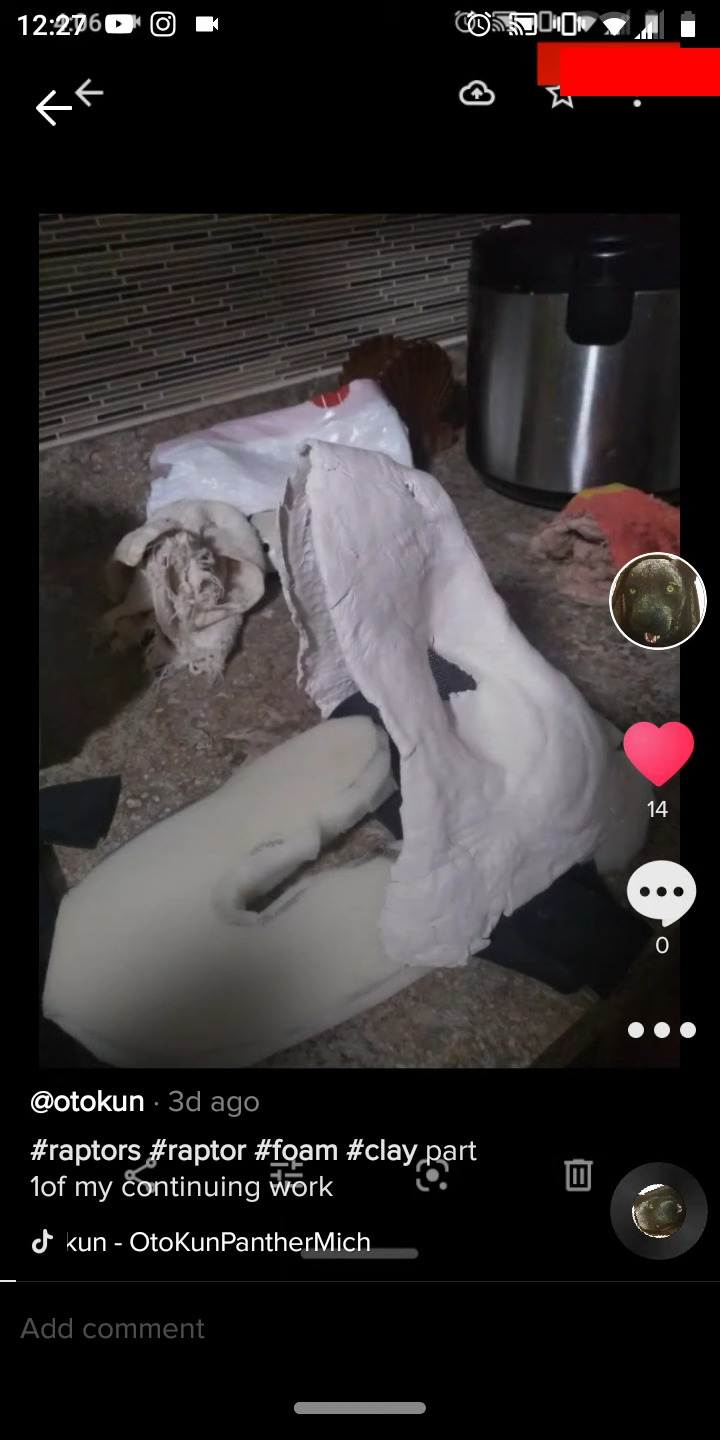 12:27
14
0
@otokun · 3d ago
#raptors #raptor #foam #clay part
1of my continuing work
kun - OtoKunPantherMich
Add comment